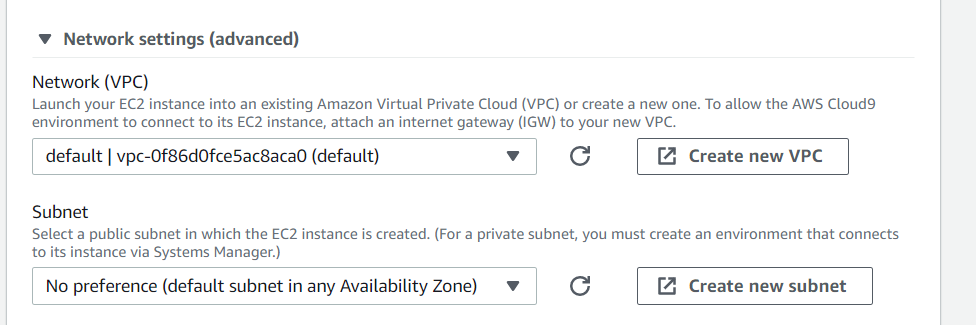 Network settings (advanced)
Network (VPC)
Launch your EC2 instance into an existing Amazon Virtual Private Cloud (VPC) or create a new one. To allow the AWS Cloud9
environment to connect to its EC2 instance, attach an internet gateway (IGW) to your new VPC.
default | vpc-0f86d0fce5ac8aca0 (default)
Create new VPC
Subnet
Select a public subnet in which the EC2 instance is created. (For a private subnet, you must create an environment that connects
to its instance via Systems Manager.)
No preference (default subnet in any Availability Zone)
Create new subnet